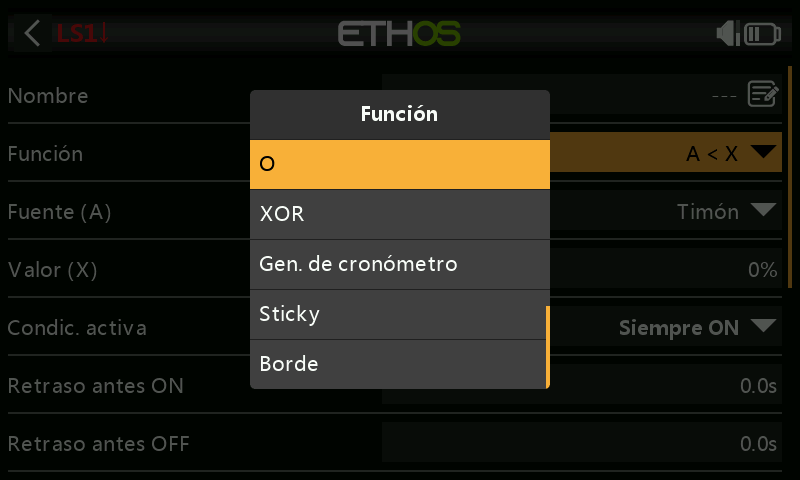 LS1↓
ETHOS
Nombre
---
Función
A < X
Fuente (A)
Timón
Valor (X)
0%
Condic. activa
Siempre ON
Retraso antes ON
0.0s
Retraso antes OFF
0.0s
Función
O
XOR
Gen. de cronómetro
Sticky
Borde